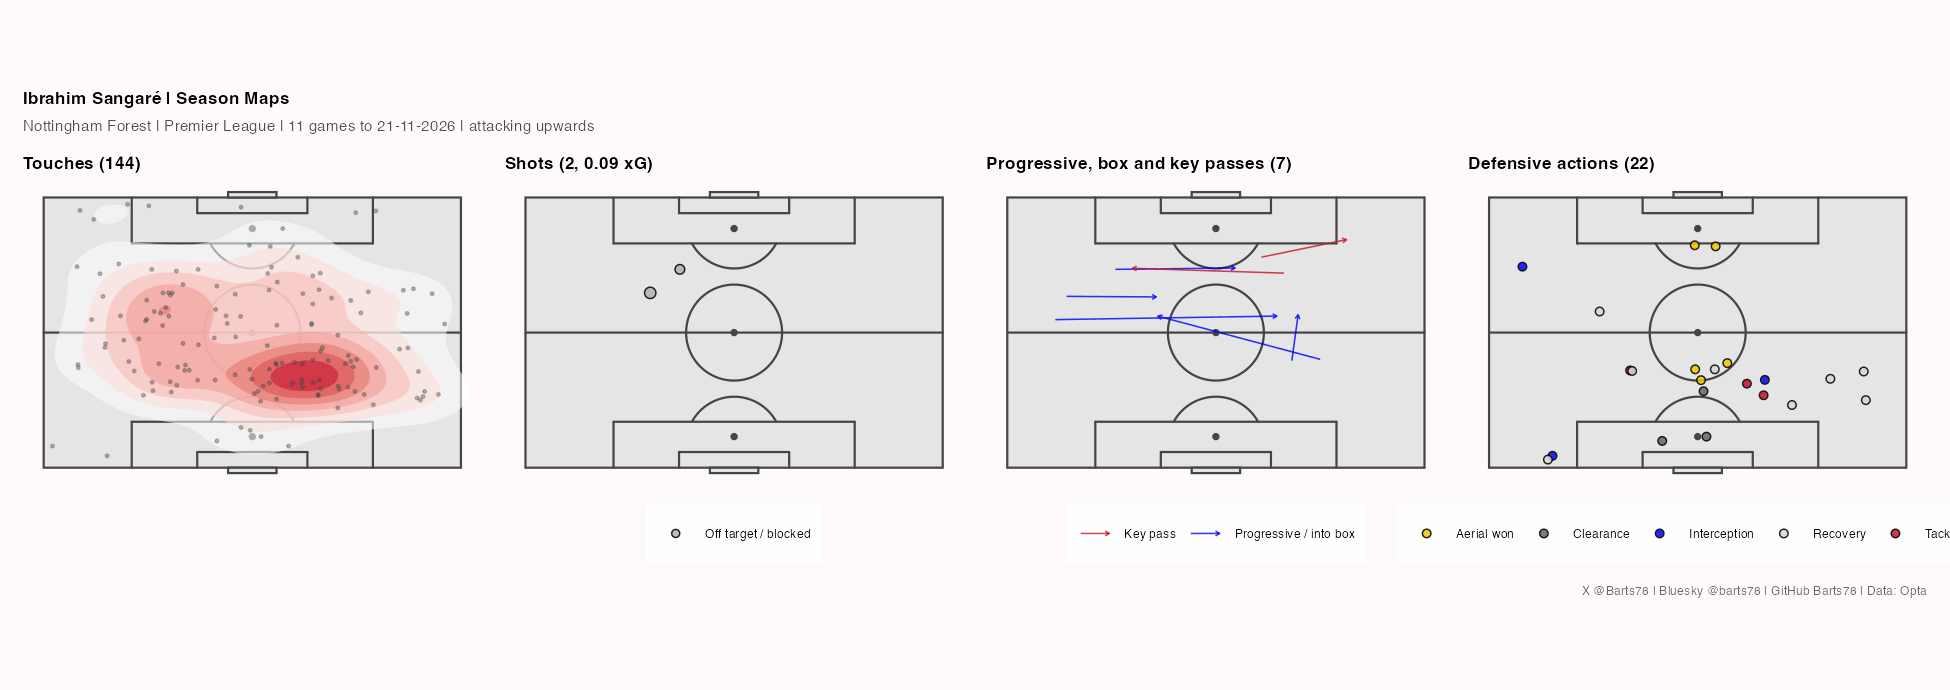 Ibrahim Sangaré | Season Maps
Nottingham Forest | Premier League | 11 games to 21-11-2026 | attacking upwards
Touches (144)
Shots (2, 0.09 xG)
Progressive, box and key passes (7)
Defensive actions (22)
Off target / blocked
Key pass
Progressive / into box
Aerial won
Clearance
Interception
Recovery
Tack
X @Barts78 | Bluesky @barts78 | GitHub Barts78 | Data: Opta